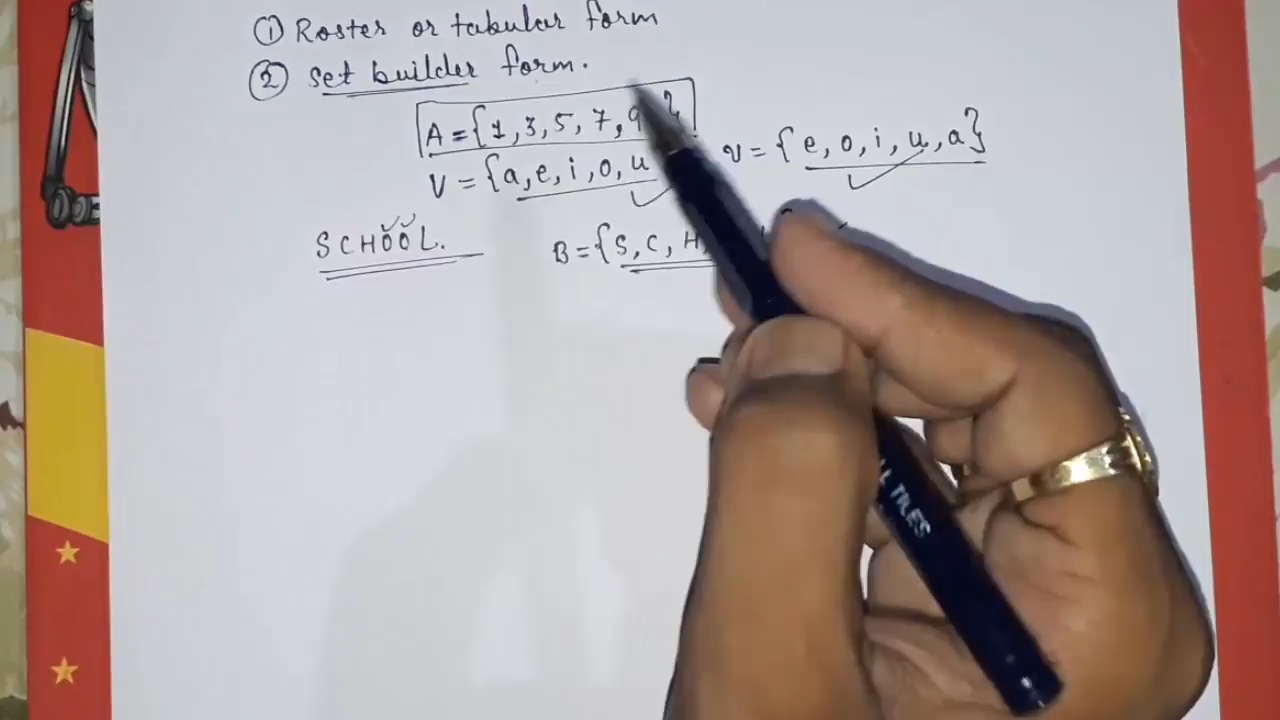 ① Roster or tabular form
② Set builder form.
A = {1, 3, 5, 7, 9 }
V = {a, e, i, o, u
V = { e, o, i, u, a}
SCHOOL.
B = {S, C, H,